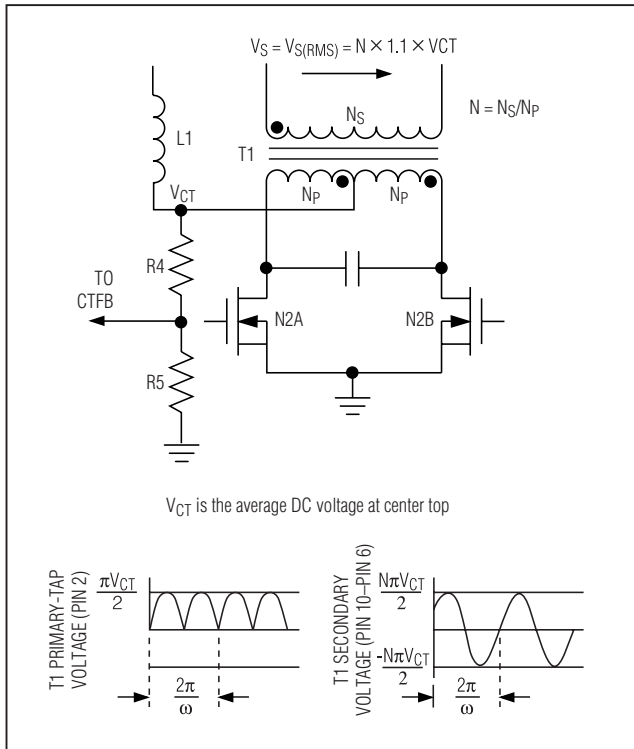 V_S = V_S(RMS) = N × 1.1 × VCT
N_S
N = N_S/N_P
L1
T1
V_CT
N_P
N_P
R4
TO
CTFB
N2A
N2B
R5
V_CT is the average DC voltage at center top
T1 PRIMARY-TAP
VOLTAGE (PIN 2)
πV_CT
2
2π
ω
T1 SECONDARY
VOLTAGE (PIN 10–PIN 6)
NπV_CT
2
-NπV_CT
2
2π
ω